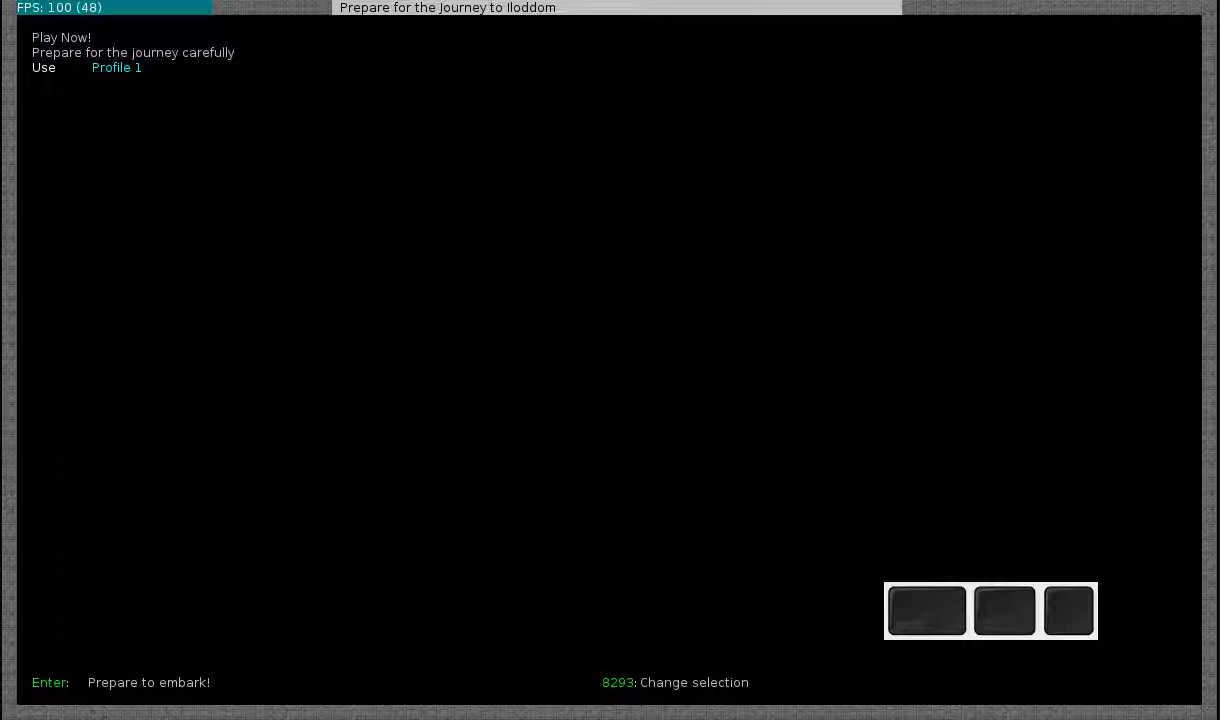 FPS: 100 (48)
Prepare for the Journey to Iloddom
Play Now!
Prepare for the journey carefully
Use Profile 1
Enter: Prepare to embark!
8293: Change selection